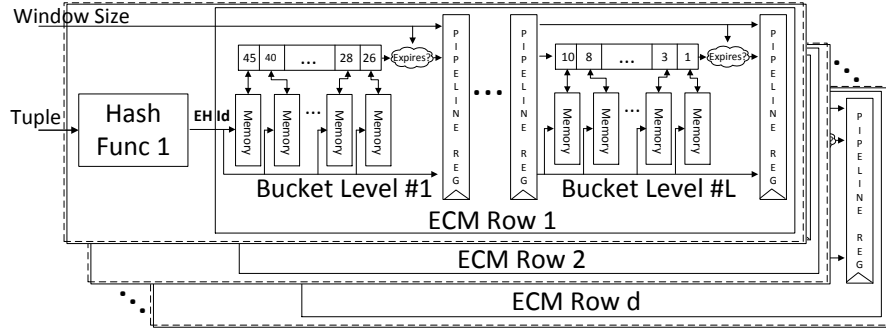 Window Size
45 40 ... 28 26
Expires?
PIPELINE REG
...
PIPELINE REG
10 8 ... 3 1
Expires?
PIPELINE REG
Tuple
Hash
Func 1
EH Id
Memory
Memory
...
Memory
Memory
Memory
Memory
...
Memory
Memory
PIPELINE REG
Bucket Level #1
Bucket Level #L
ECM Row 1
ECM Row 2
ECM Row d